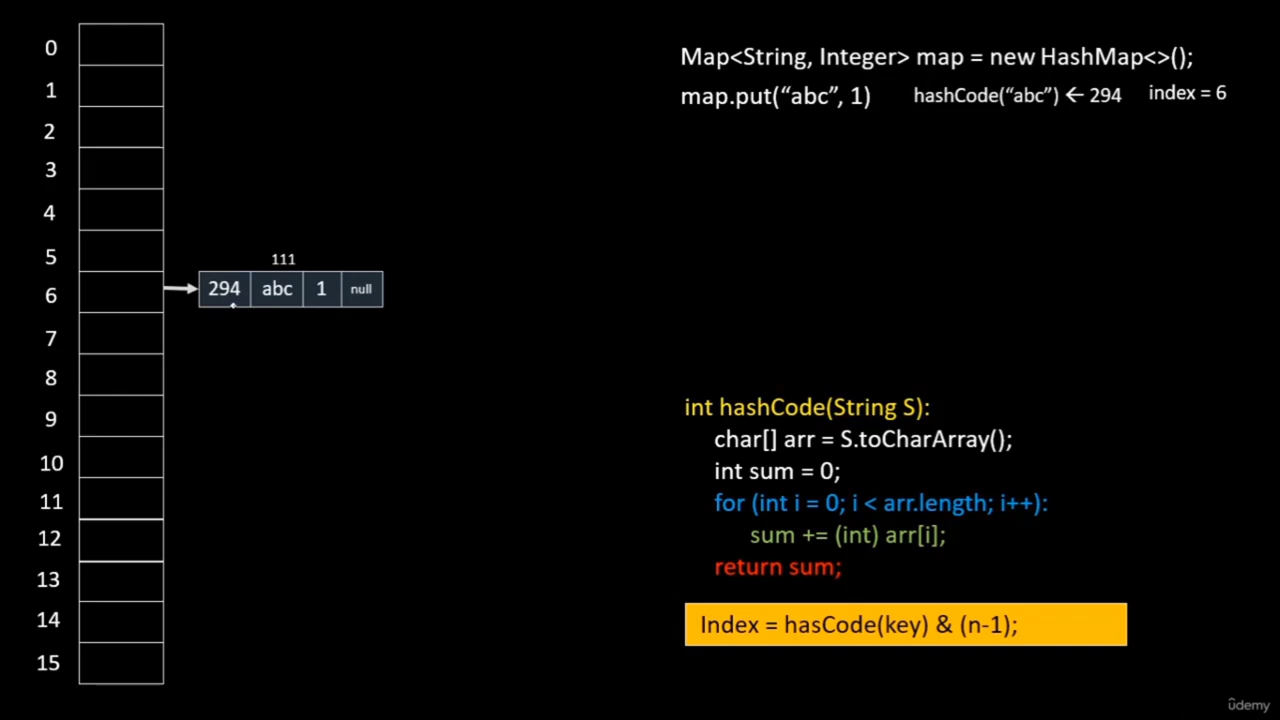 0
1
2
3
4
5
6
7
8
9
10
11
12
13
14
15
111
294 abc 1 null
Map<String, Integer> map = new HashMap<>();
map.put(“abc”, 1) hashCode(“abc”) ← 294 index = 6
int hashCode(String S):
char[] arr = S.toCharArray();
int sum = 0;
for (int i = 0; i < arr.length; i++):
sum += (int) arr[i];
return sum;
Index = hasCode(key) & (n-1);
ûdemy